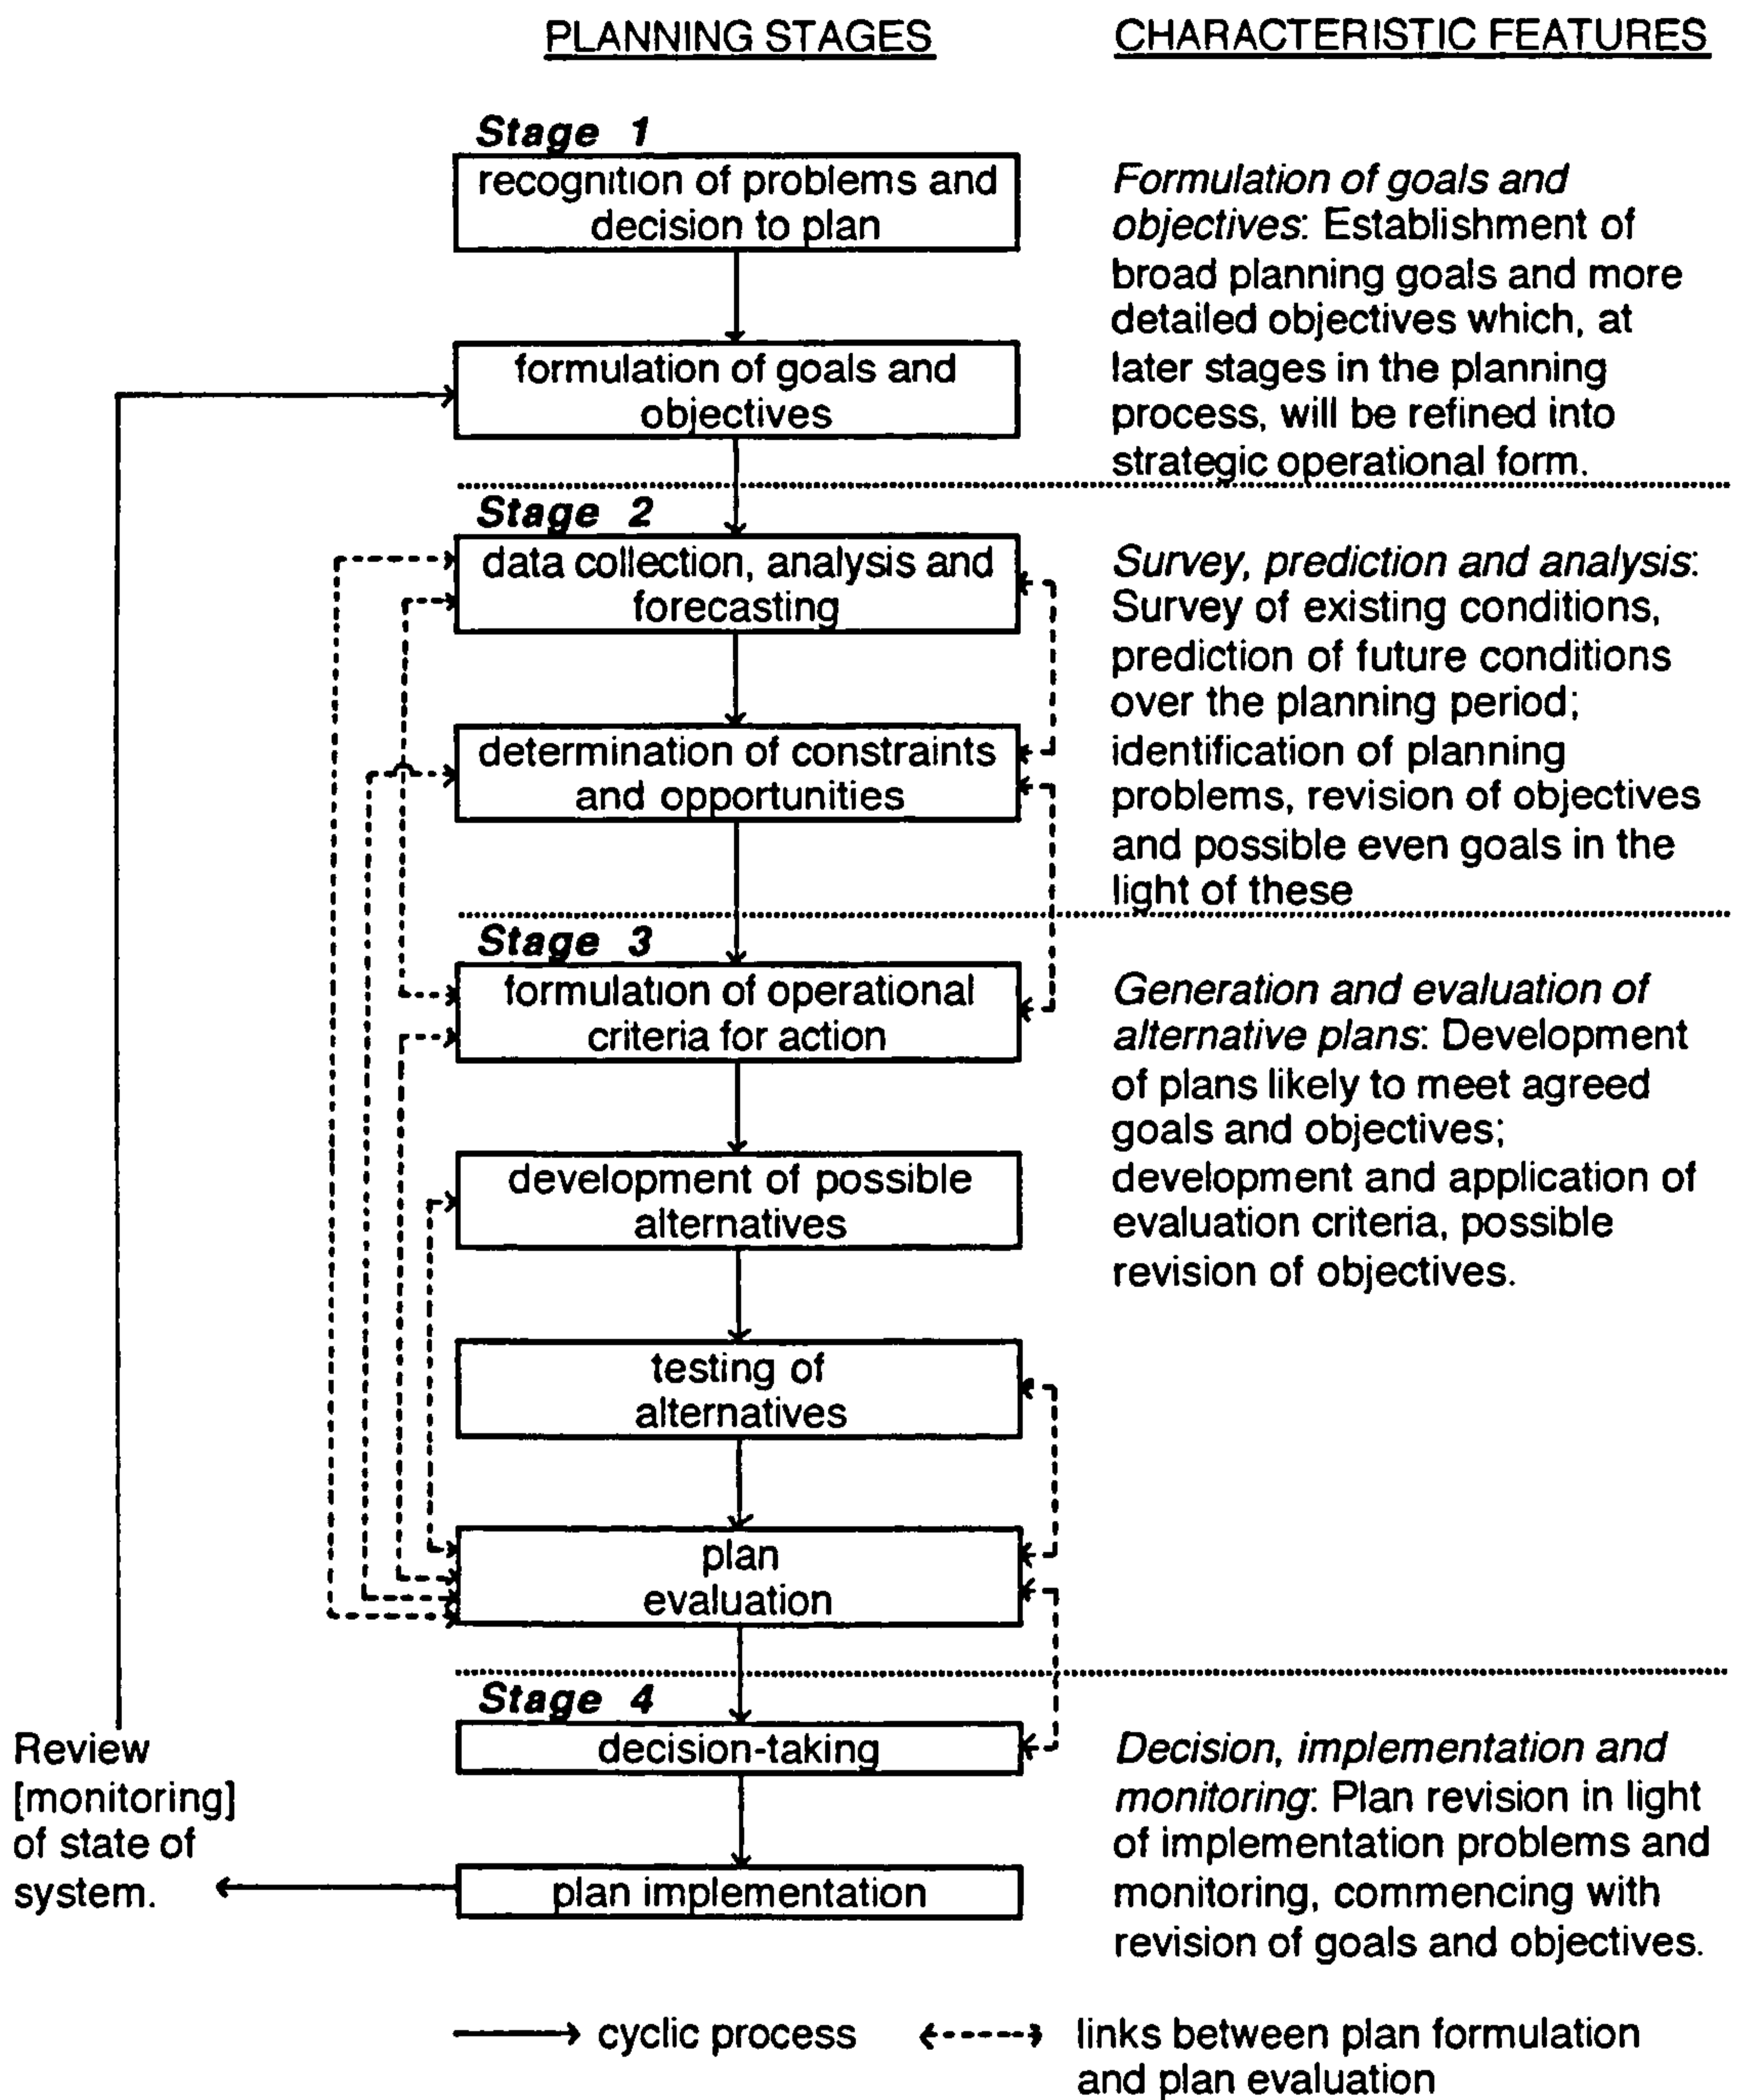 PLANNING STAGES
CHARACTERISTIC FEATURES
Stage 1
recognition of problems and
decision to plan
formulation of goals and
objectives
Formulation of goals and
objectives: Establishment of
broad planning goals and more
detailed objectives which, at
later stages in the planning
process, will be refined into
strategic operational form.
Stage 2
data collection, analysis and
forecasting
determination of constraints
and opportunities
Survey, prediction and analysis:
Survey of existing conditions,
prediction of future conditions
over the planning period;
identification of planning
problems, revision of objectives
and possible even goals in the
light of these
Stage 3
formulation of operational
criteria for action
development of possible
alternatives
testing of
alternatives
plan
evaluation
Generation and evaluation of
alternative plans: Development
of plans likely to meet agreed
goals and objectives;
development and application of
evaluation criteria, possible
revision of objectives.
Stage 4
decision-taking
plan implementation
Decision, implementation and
monitoring: Plan revision in light
of implementation problems and
monitoring, commencing with
revision of goals and objectives.
Review
[monitoring]
of state of
system.
cyclic process
links between plan formulation
and plan evaluation